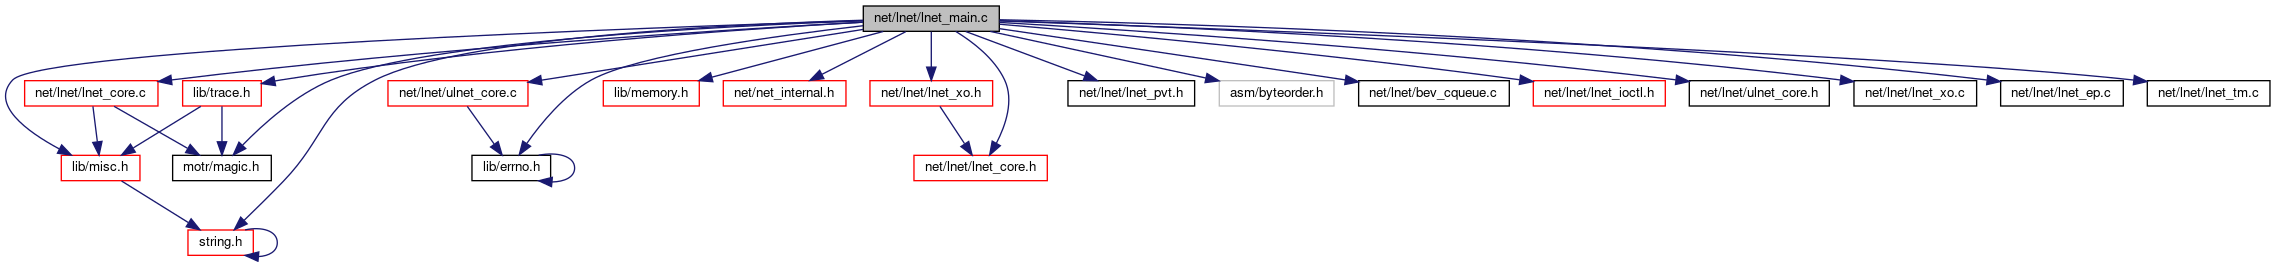 net/lnet/lnet_main.c
net/lnet/lnet_core.c
lib/trace.h
net/lnet/ulnet_core.c
lib/memory.h
net/net_internal.h
net/lnet/lnet_xo.h
net/lnet/lnet_pvt.h
asm/byteorder.h
net/lnet/bev_cqueue.c
net/lnet/lnet_ioctl.h
net/lnet/ulnet_core.h
net/lnet/lnet_xo.c
net/lnet/lnet_ep.c
net/lnet/lnet_tm.c
lib/misc.h
motr/magic.h
lib/errno.h
net/lnet/lnet_core.h
string.h